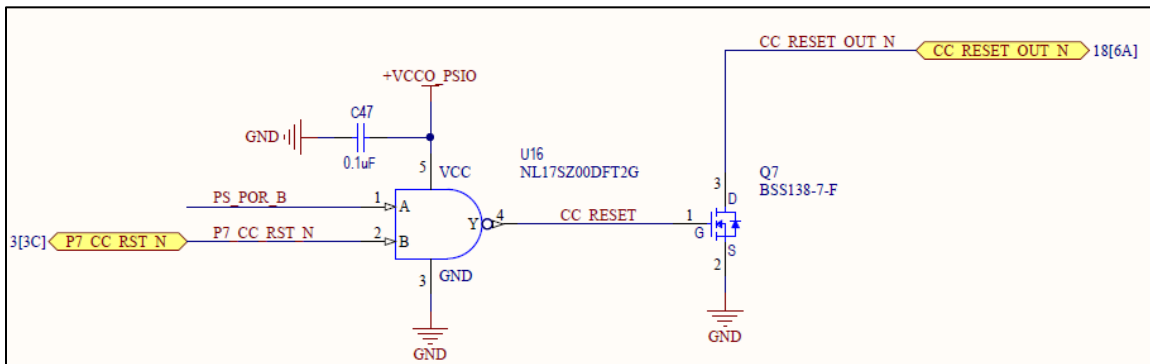 CC_RESET_OUT_N
CC_RESET_OUT_N
18[6A]
+VCCO_PSIO
C47
GND
0.1uF
5
VCC
U16
NL17SZ00DFT2G
Q7
BSS138-7-F
PS_POR_B
1
A
Y
4
CC_RESET
3
D
1
G
S
2
3[3C]
P7_CC_RST_N
P7_CC_RST_N
2
B
3
GND
GND
GND